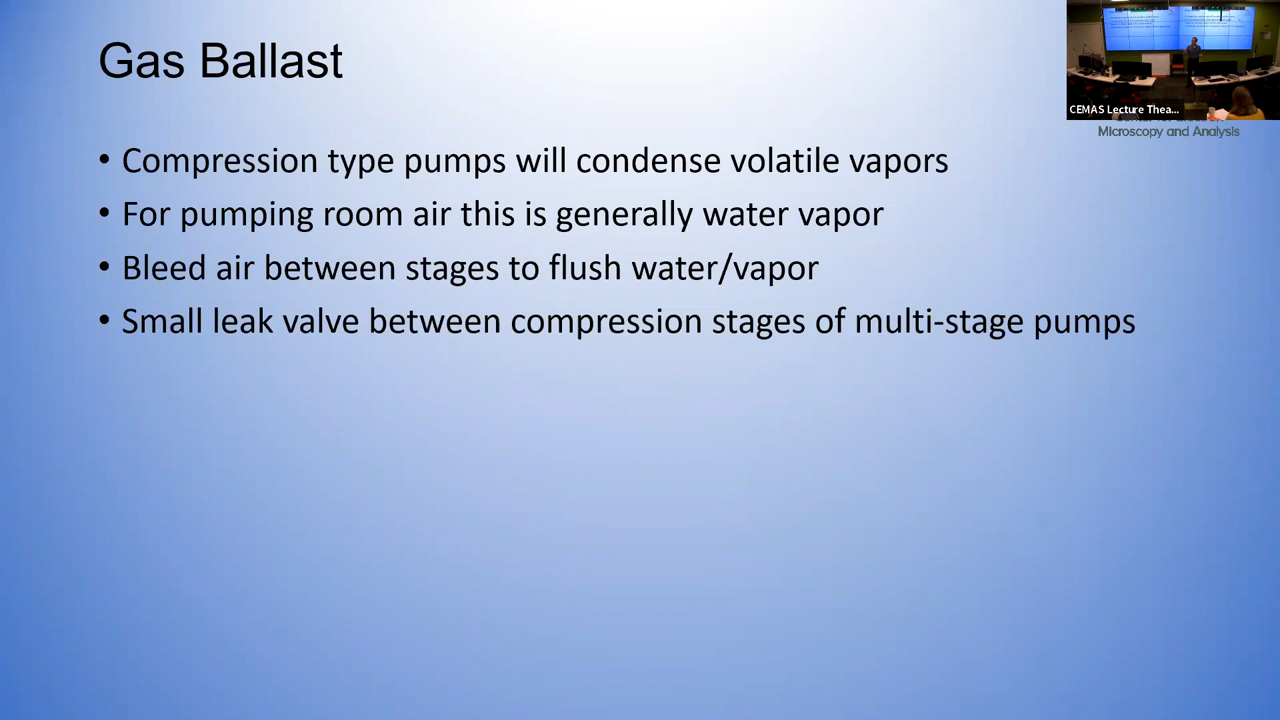 Gas Ballast
• Compression type pumps will condense volatile vapors
• For pumping room air this is generally water vapor
• Bleed air between stages to flush water/vapor
• Small leak valve between compression stages of multi-stage pumps
CEMAS Lecture Thea...
Microscopy and Analysis